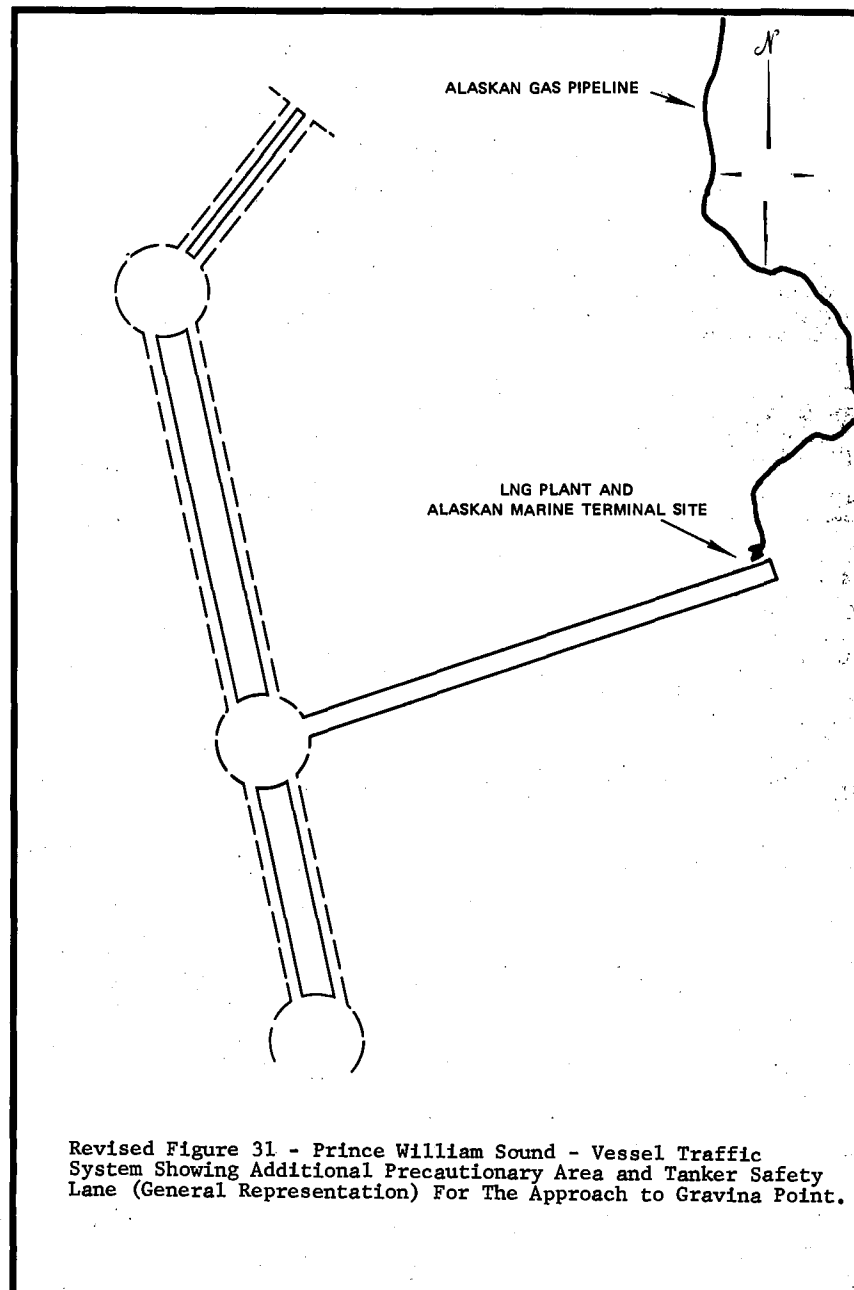 N
ALASKAN GAS PIPELINE
LNG PLANT AND
ALASKAN MARINE TERMINAL SITE
Revised Figure 31 - Prince William Sound - Vessel Traffic
System Showing Additional Precautionary Area and Tanker Safety
Lane (General Representation) For The Approach to Gravina Point.